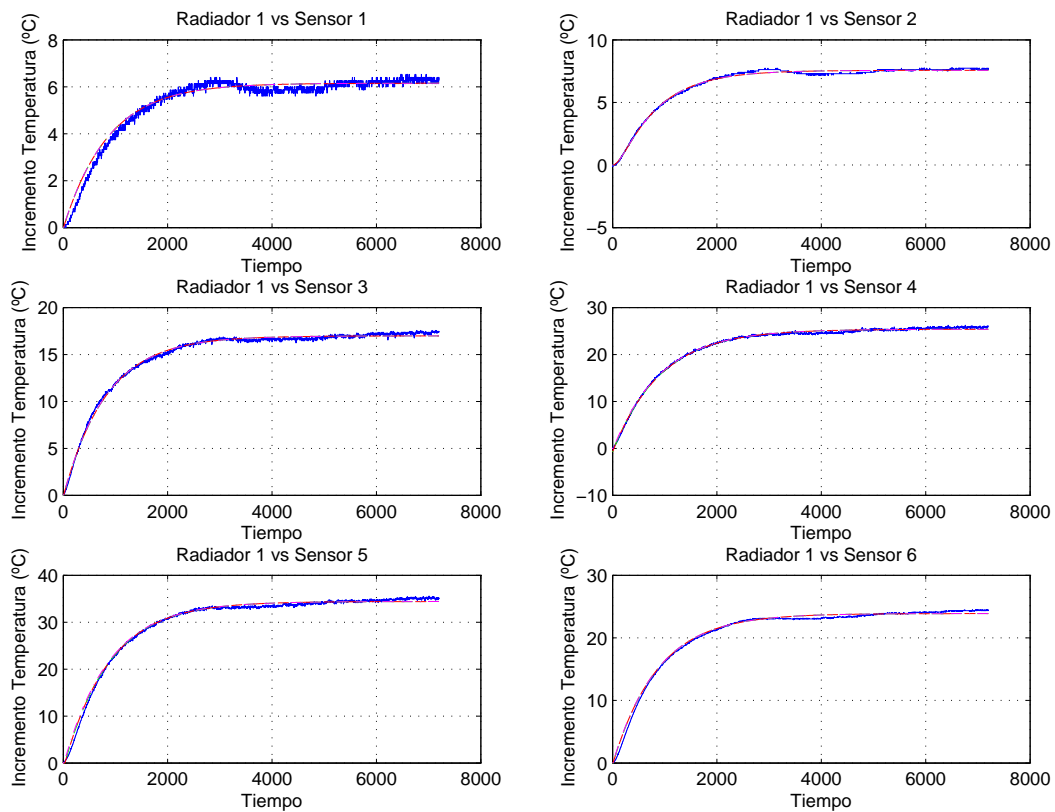 Radiador 1 vs Sensor 1
Incremento Temperatura (ºC)
8
6
4
2
0
0 2000 4000 6000 8000
Tiempo
Radiador 1 vs Sensor 2
Incremento Temperatura (ºC)
10
5
0
−5
0 2000 4000 6000 8000
Tiempo
Radiador 1 vs Sensor 3
Incremento Temperatura (ºC)
20
15
10
5
0
0 2000 4000 6000 8000
Tiempo
Radiador 1 vs Sensor 4
Incremento Temperatura (ºC)
30
20
10
0
−10
0 2000 4000 6000 8000
Tiempo
Radiador 1 vs Sensor 5
Incremento Temperatura (ºC)
40
30
20
10
0
0 2000 4000 6000 8000
Tiempo
Radiador 1 vs Sensor 6
Incremento Temperatura (ºC)
30
20
10
0
0 2000 4000 6000 8000
Tiempo